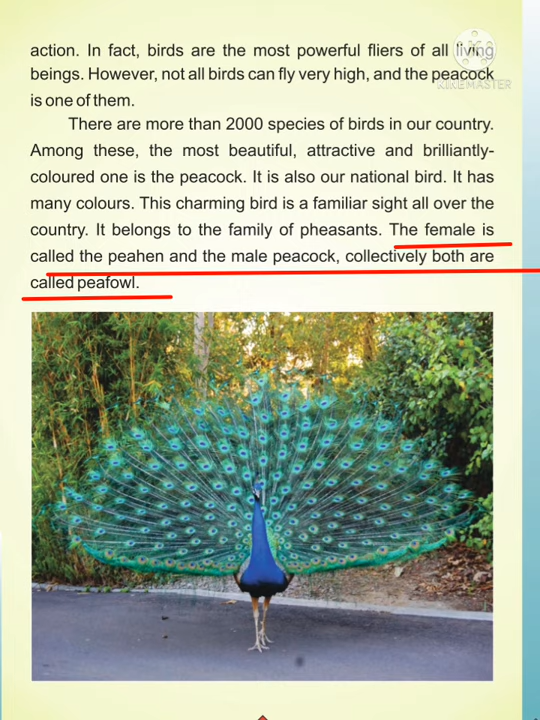 action. In fact, birds are the most powerful fliers of all living
beings. However, not all birds can fly very high, and the peacock
is one of them.
There are more than 2000 species of birds in our country.
Among these, the most beautiful, attractive and brilliantly-
coloured one is the peacock. It is also our national bird. It has
many colours. This charming bird is a familiar sight all over the
country. It belongs to the family of pheasants. The female is
called the peahen and the male peacock, collectively both are
called peafowl.
KINEMASTER